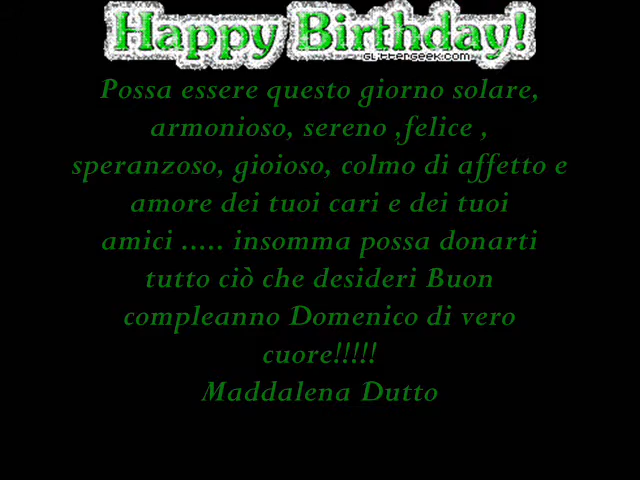 Happy Birthday!
GLITTERGEEK.COM
Possa essere questo giorno solare,
armonioso, sereno ,felice ,
speranzoso, gioioso, colmo di affetto e
amore dei tuoi cari e dei tuoi
amici ..... insomma possa donarti
tutto ciò che desideri Buon
compleanno Domenico di vero
cuore!!!!!
Maddalena Dutto